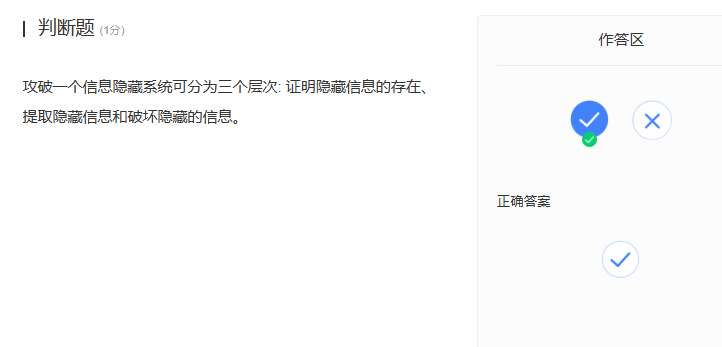 判断题 (1分)
攻破一个信息隐藏系统可分为三个层次: 证明隐藏信息的存在、
提取隐藏信息和破坏隐藏的信息。
作答区
正确答案